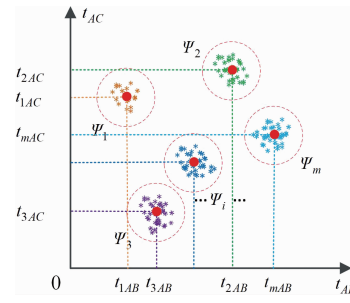 t_AC
Ψ_2
t_2AC
t_1AC
Ψ_1
t_mAC
Ψ_m
··· Ψ_i ···
t_3AC
Ψ_3
0
t_1AB t_3AB t_2AB t_mAB